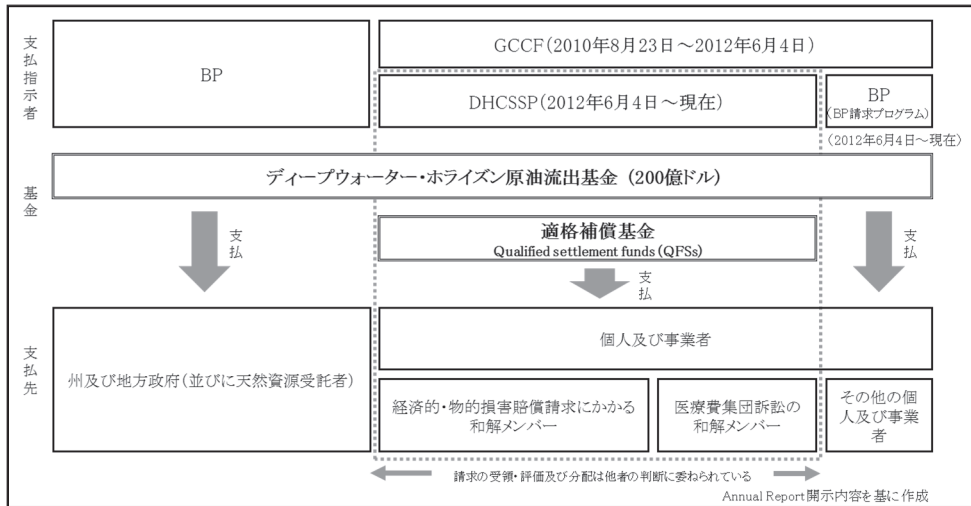 支払指示者
BP
GCCF（2010年8月23日～2012年6月4日）
DHCSSP（2012年6月4日～現在）
BP
（BP請求プログラム）
（2012年6月4日～現在）
基金
ディープウォーター・ホライズン原油流出基金（200億ドル）
支払
適格補償基金
Qualified settlement funds（QFSs）
支払
支払
支払先
州及び地方政府（並びに天然資源受託者）
個人及び事業者
経済的・物的損害賠償請求にかかる
和解メンバー
医療費集団訴訟の
和解メンバー
その他の個
人及び事業
者
請求の受領・評価及び分配は他者の判断に委ねられている
Annual Report開示内容を基に作成